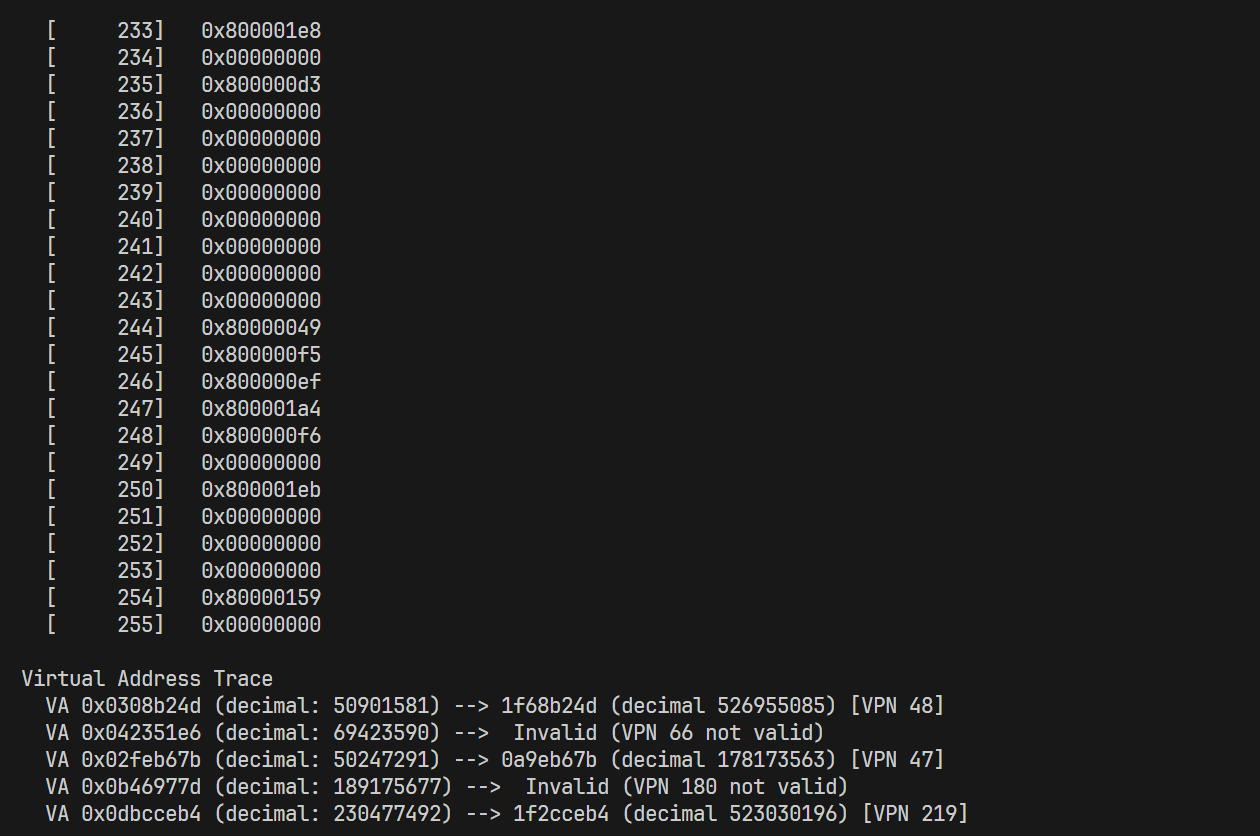 [       233]   0x800001e8
[       234]   0x00000000
[       235]   0x800000d3
[       236]   0x00000000
[       237]   0x00000000
[       238]   0x00000000
[       239]   0x00000000
[       240]   0x00000000
[       241]   0x00000000
[       242]   0x00000000
[       243]   0x00000000
[       244]   0x80000049
[       245]   0x800000f5
[       246]   0x800000ef
[       247]   0x800001a4
[       248]   0x800000f6
[       249]   0x00000000
[       250]   0x800001eb
[       251]   0x00000000
[       252]   0x00000000
[       253]   0x00000000
[       254]   0x80000159
[       255]   0x00000000
Virtual Address Trace
VA 0x0308b24d (decimal: 50901581) --> 1f68b24d (decimal 526955085) [VPN 48]
VA 0x042351e6 (decimal: 69423590) -->  Invalid (VPN 66 not valid)
VA 0x02feb67b (decimal: 50247291) --> 0a9eb67b (decimal 178173563) [VPN 47]
VA 0x0b46977d (decimal: 189175677) -->  Invalid (VPN 180 not valid)
VA 0x0dbcceb4 (decimal: 230477492) --> 1f2cceb4 (decimal 523030196) [VPN 219]